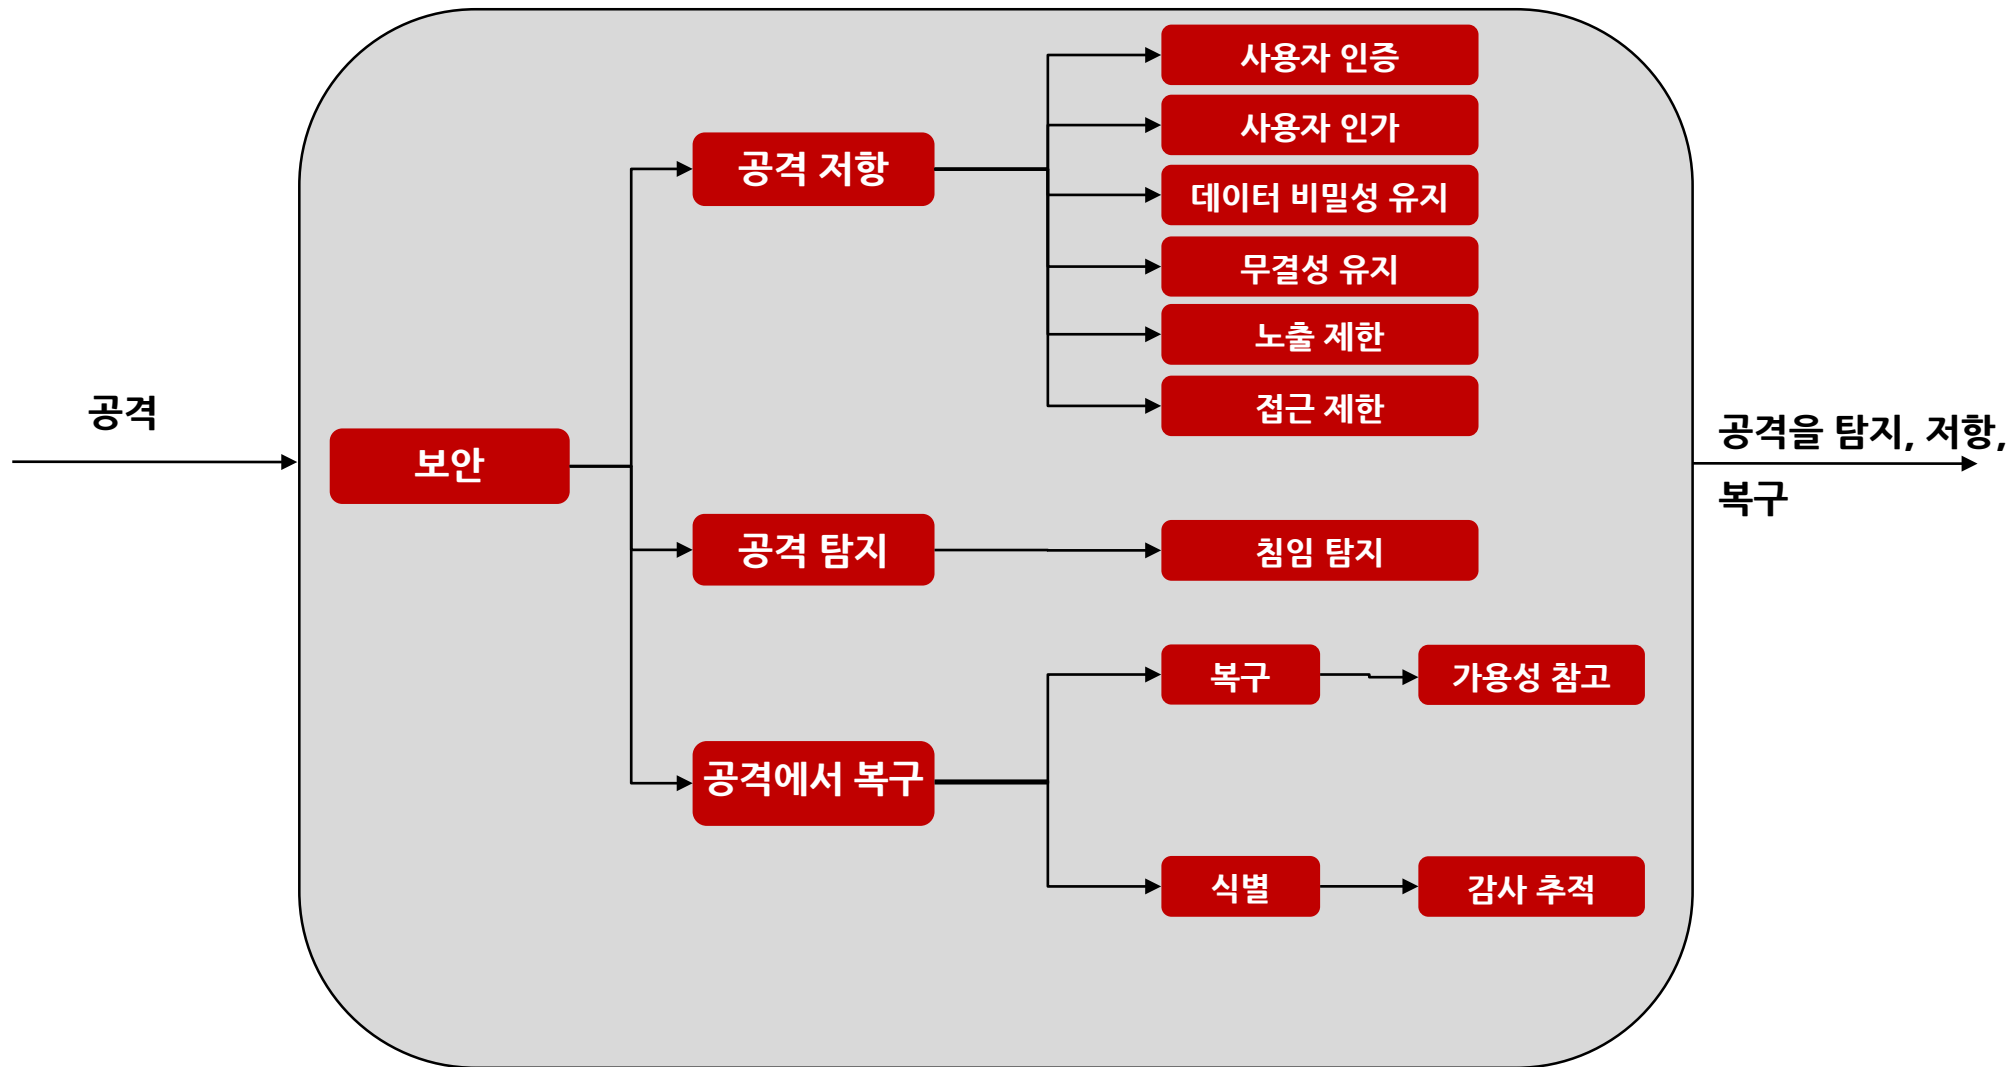 공격
보안
공격 저항
사용자 인증
사용자 인가
데이터 비밀성 유지
무결성 유지
노출 제한
접근 제한
공격 탐지
침임 탐지
공격에서 복구
복구
가용성 참고
식별
감사 추적
공격을 탐지, 저항,
복구